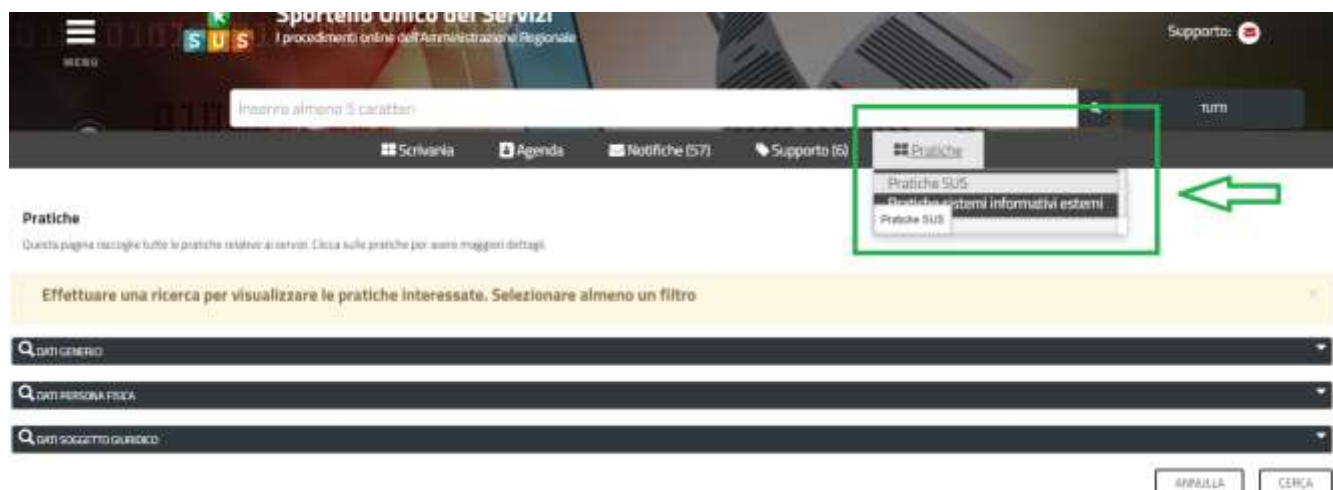 Sportello Unico dei Servizi
SUS
I procedimenti online dell'Amministrazione Regionale
Supporto:
MENU
Inserire almeno 5 caratteri
TUTTI
Scrivania
Agenda
Notifiche (57)
Supporto (6)
Pratiche
Pratiche SUS
Pratiche sistemi informativi esterni
Pratiche SUS
Pratiche
Questa pagina raccoglie tutte le pratiche relative ai servizi. Clicca sulle pratiche per avere maggiori dettagli.
Effettuare una ricerca per visualizzare le pratiche interessate. Selezionare almeno un filtro
DATI GENERICI
DATI PERSONA FISICA
DATI SOGGETTO GIURIDICO
ANNULLA
CERCA